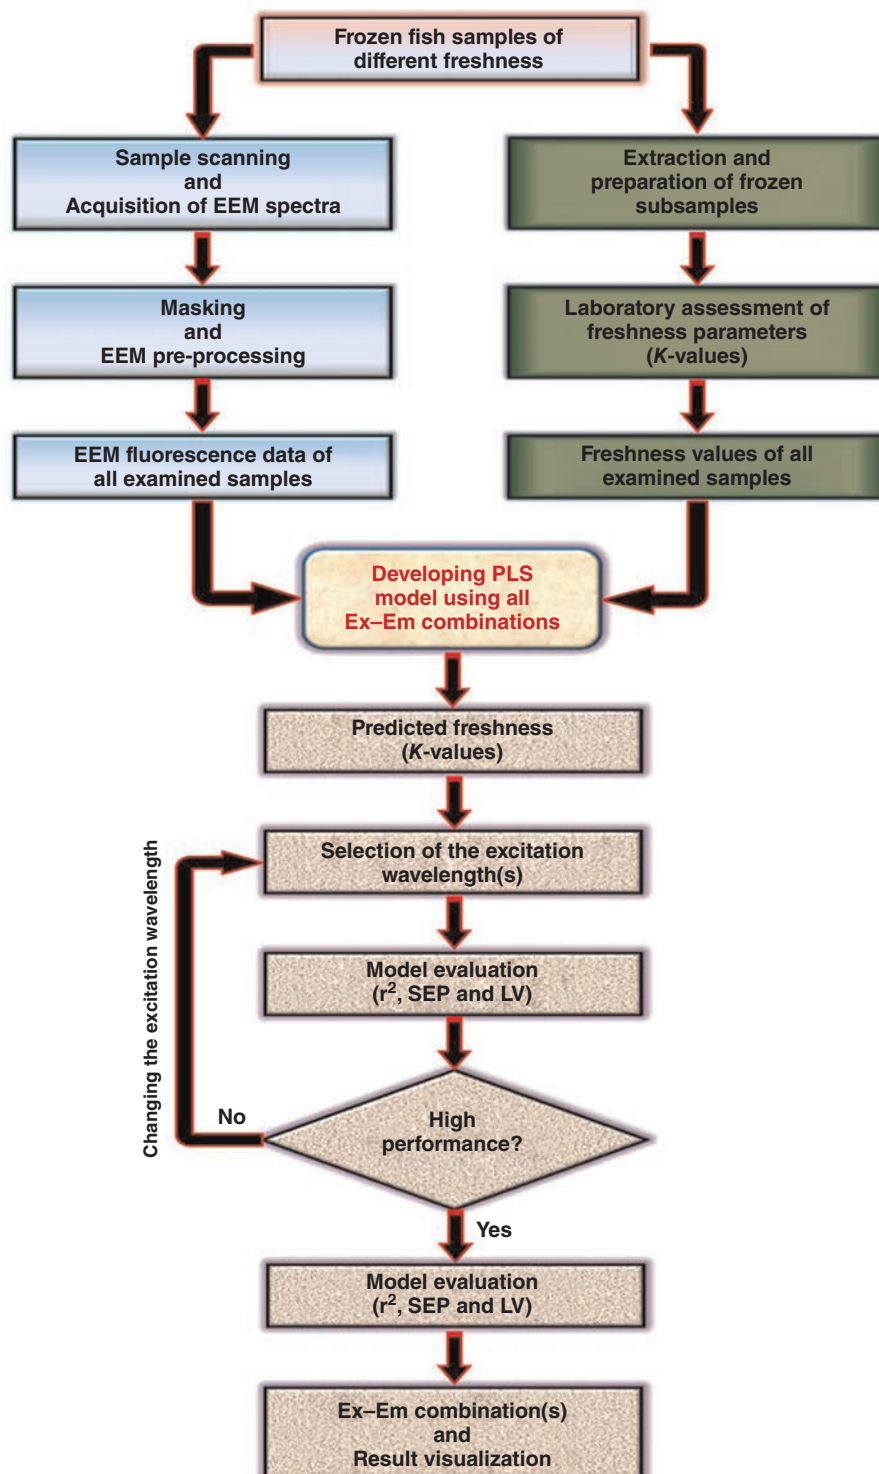 Frozen fish samples of
different freshness
Sample scanning
and
Acquisition of EEM spectra
Extraction and
preparation of frozen
subsamples
Masking
and
EEM pre-processing
Laboratory assessment of
freshness parameters
(K-values)
EEM fluorescence data of
all examined samples
Freshness values of all
examined samples
Developing PLS
model using all
Ex–Em combinations
Predicted freshness
(K-values)
Selection of the excitation
wavelength(s)
Changing the excitation wavelength
Model evaluation
(r², SEP and LV)
High
performance?
No
Yes
Model evaluation
(r², SEP and LV)
Ex–Em combination(s)
and
Result visualization